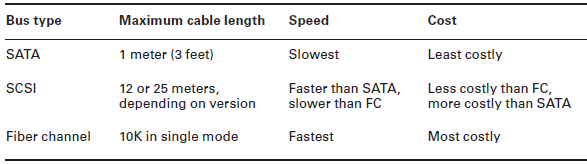 Bus type Maximum cable length Speed Cost
SATA 1 meter (3 feet) Slowest Least costly
SCSI 12 or 25 meters, Faster than SATA, Less costly than FC,
depending on version slower than FC more costly than SATA
Fiber channel 10K in single mode Fastest Most costly